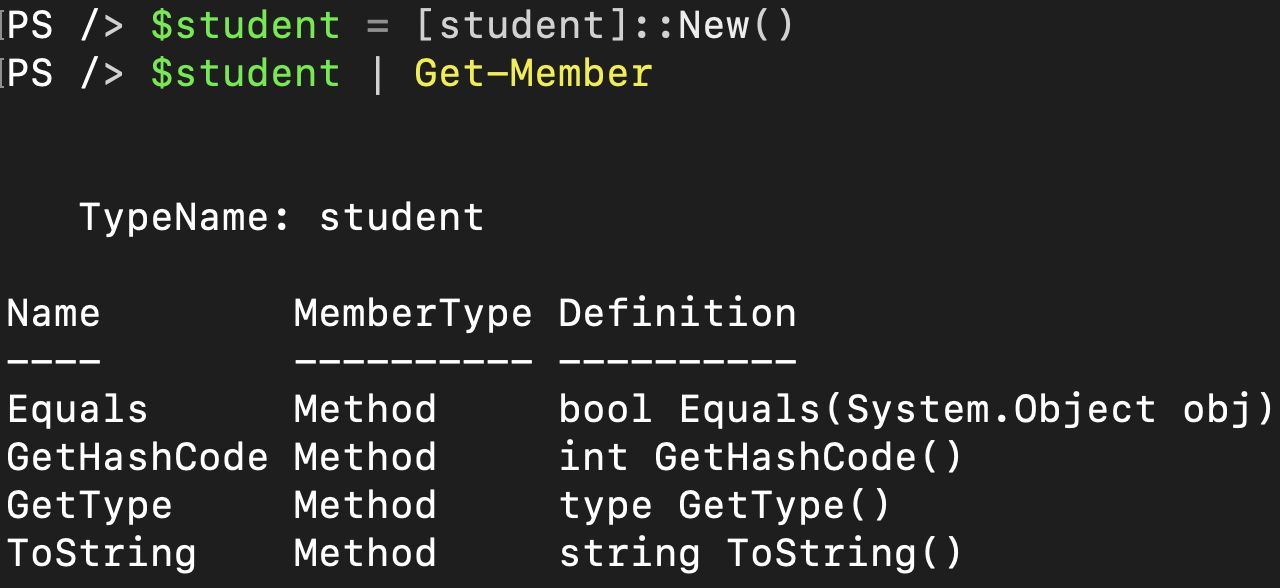 PS /> $student = [student]::New()
PS /> $student | Get-Member
TypeName: student
Name MemberType Definition
---- ---------- ----------
Equals Method bool Equals(System.Object obj)
GetHashCode Method int GetHashCode()
GetType Method type GetType()
ToString Method string ToString()